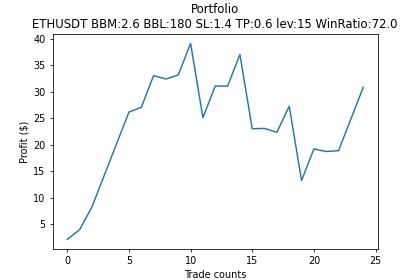 Portfolio
ETHUSDT BBM:2.6 BBL:180 SL:1.4 TP:0.6 lev:15 WinRatio:72.0
40
35
30
25
20
15
10
5
Profit ($)
0 5 10 15 20 25
Trade counts